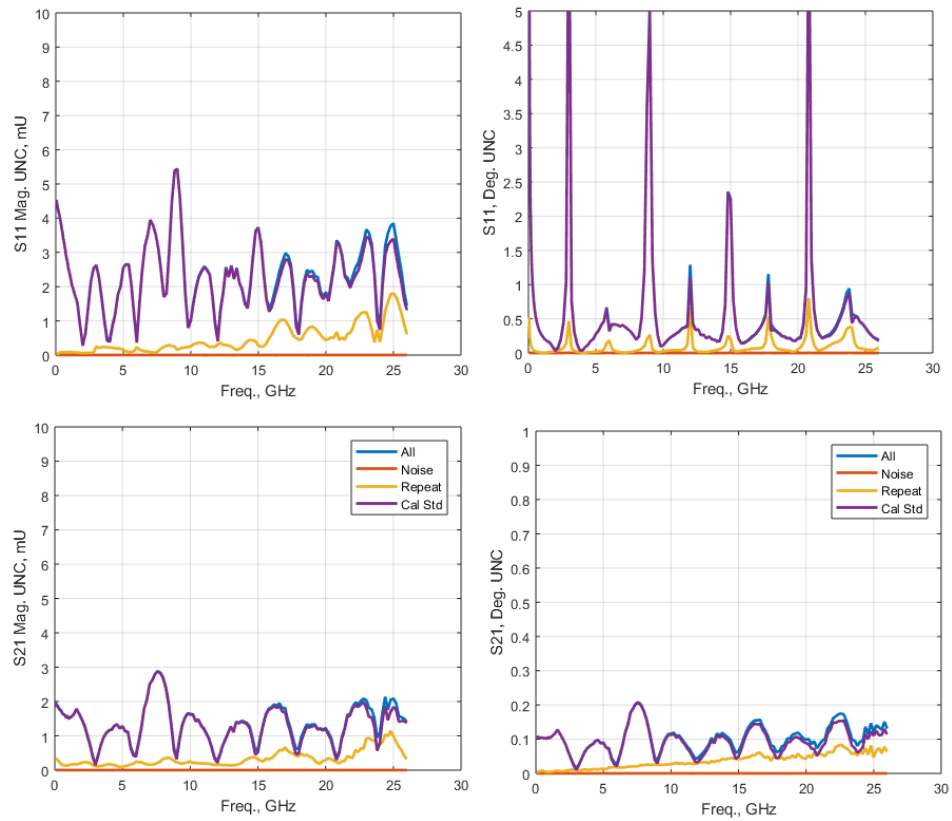 10
9
8
7
6
5
4
3
2
1
0
S11 Mag. UNC, mU
0 5 10 15 20 25 30
Freq., GHz
5
4.5
4
3.5
3
2.5
2
1.5
1
0.5
0
S11, Deg. UNC
0 5 10 15 20 25 30
Freq., GHz
10
9
8
7
6
5
4
3
2
1
0
S21 Mag. UNC, mU
All
Noise
Repeat
Cal Std
0 5 10 15 20 25 30
Freq., GHz
1
0.9
0.8
0.7
0.6
0.5
0.4
0.3
0.2
0.1
0
S21, Deg. UNC
All
Noise
Repeat
Cal Std
0 5 10 15 20 25 30
Freq., GHz